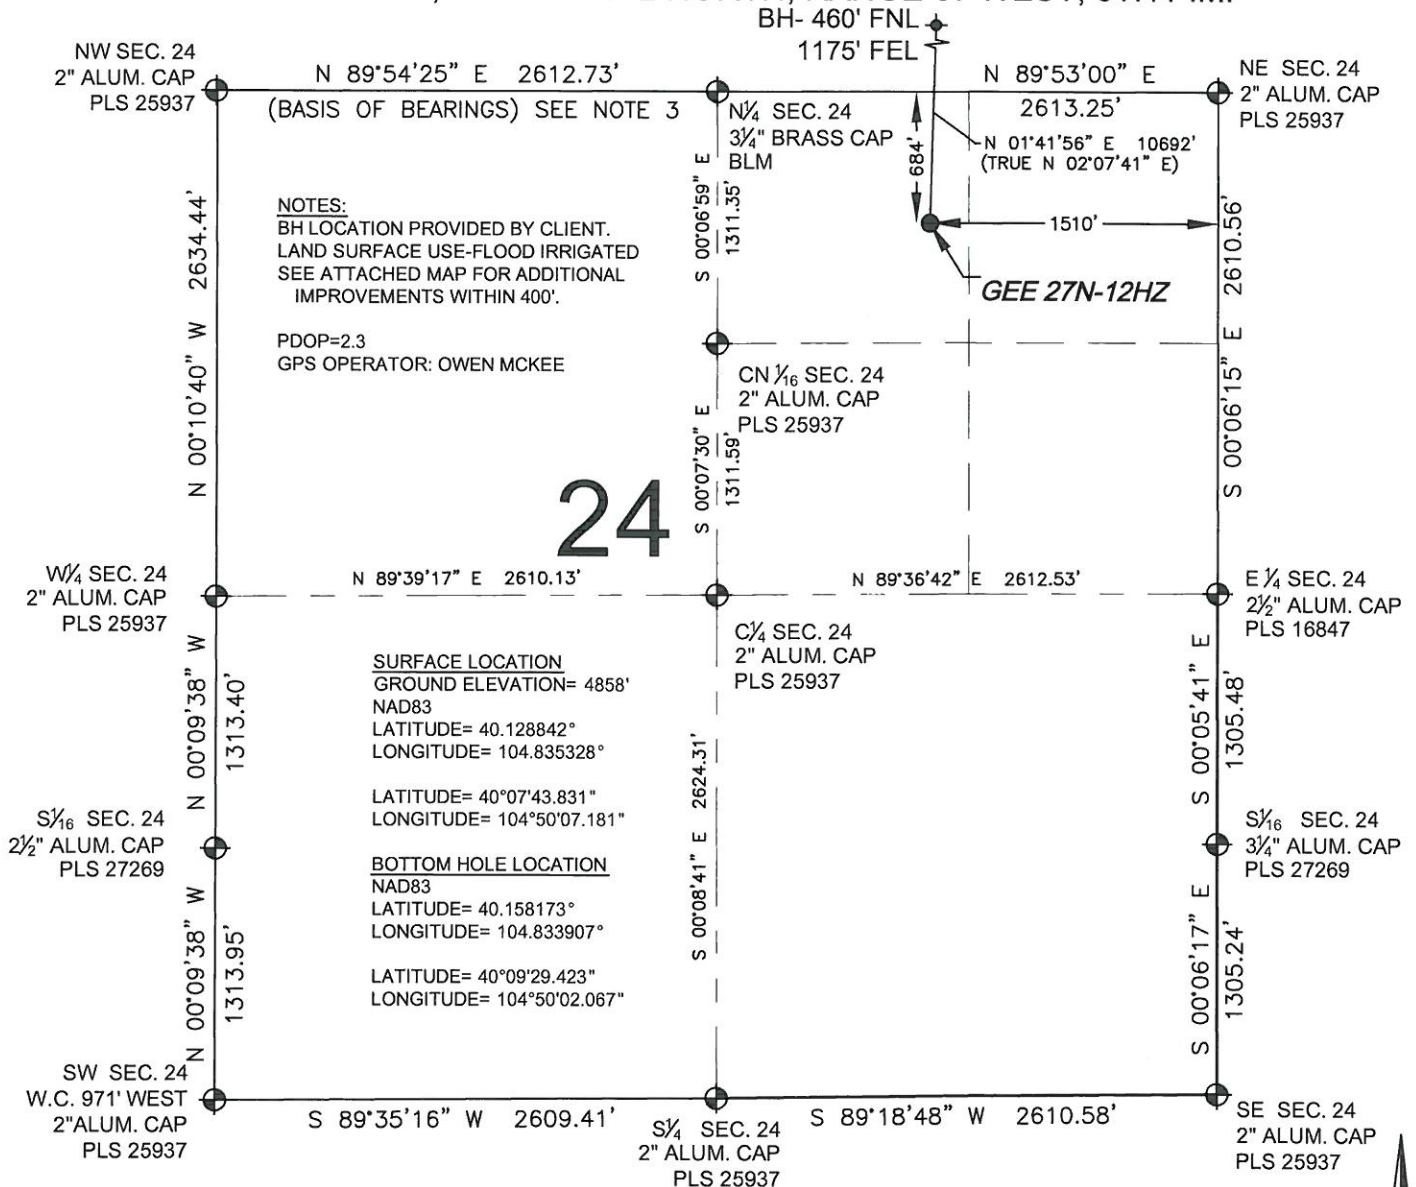 BH- 460' FNL
1175' FEL
NW SEC. 24
2" ALUM. CAP
PLS 25937
N 89°54'25" E 2612.73'
(BASIS OF BEARINGS) SEE NOTE 3
N¼ SEC. 24
3¼" BRASS CAP
BLM
N 89°53'00" E
2613.25'
NE SEC. 24
2" ALUM. CAP
PLS 25937
N 01°41'56" E 10692'
(TRUE N 02°07'41" E)
684'
1510'
GEE 27N-12HZ
N 00°10'40" W 2634.44'
S 00°06'59" E
1311.35'
S 00°06'15" E 2610.56'
NOTES:
BH LOCATION PROVIDED BY CLIENT.
LAND SURFACE USE-FLOOD IRRIGATED
SEE ATTACHED MAP FOR ADDITIONAL
IMPROVEMENTS WITHIN 400'.
PDOP=2.3
GPS OPERATOR: OWEN MCKEE
CN 1⁄16 SEC. 24
2" ALUM. CAP
PLS 25937
S 00°07'30" E
1311.59'
24
W¼ SEC. 24
2" ALUM. CAP
PLS 25937
N 89°39'17" E 2610.13'
N 89°36'42" E 2612.53'
E ¼ SEC. 24
2½" ALUM. CAP
PLS 16847
C¼ SEC. 24
2" ALUM. CAP
PLS 25937
N 00°09'38" W
1313.40'
SURFACE LOCATION
GROUND ELEVATION= 4858'
NAD83
LATITUDE= 40.128842°
LONGITUDE= 104.835328°
LATITUDE= 40°07'43.831"
LONGITUDE= 104°50'07.181"
BOTTOM HOLE LOCATION
NAD83
LATITUDE= 40.158173°
LONGITUDE= 104.833907°
LATITUDE= 40°09'29.423"
LONGITUDE= 104°50'02.067"
S 00°08'41" E 2624.31'
S 00°05'41" E
1305.48'
S1⁄16 SEC. 24
2½" ALUM. CAP
PLS 27269
S1⁄16 SEC. 24
3¼" ALUM. CAP
PLS 27269
N 00°09'38" W
1313.95'
S 00°06'17" E
1305.24'
SW SEC. 24
W.C. 971' WEST
2"ALUM. CAP
PLS 25937
S 89°35'16" W 2609.41'
S¼ SEC. 24
2" ALUM. CAP
PLS 25937
S 89°18'48" W 2610.58'
SE SEC. 24
2" ALUM. CAP
PLS 25937